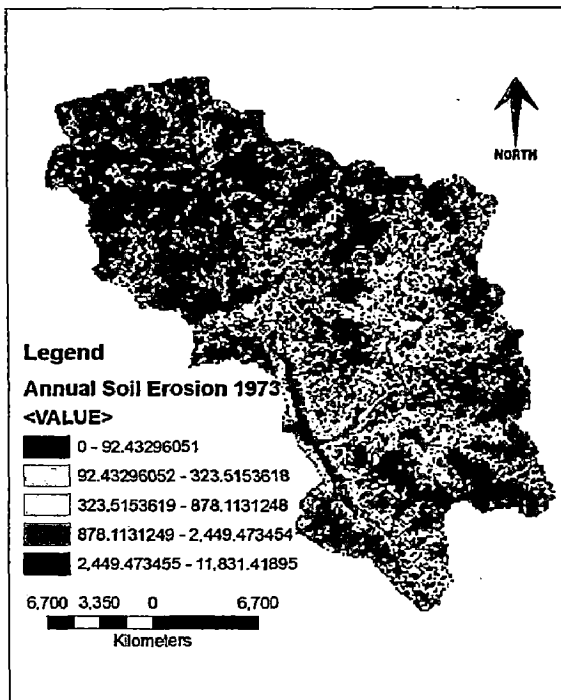 NORTH
Legend
Annual Soil Erosion 1973
<VALUE>
0 - 92.43296051
92.43296052 - 323.5153618
323.5153619 - 878.1131248
878.1131249 - 2,449.473454
2,449.473455 - 11,831.41895
6,700 3,350 0 6,700
Kilometers